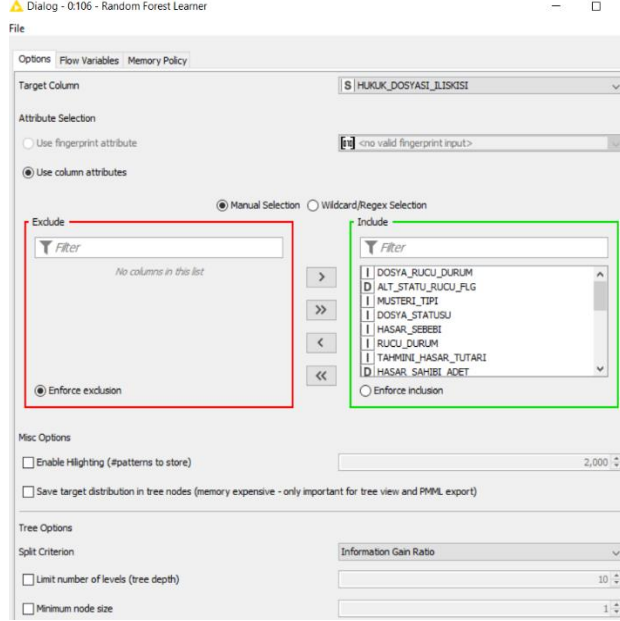 Dialog - 0:106 - Random Forest Learner
File
Options Flow Variables Memory Policy
Target Column S HUKUK_DOSYASI_ILISKISI
Attribute Selection
Use fingerprint attribute <no valid fingerprint input>
Use column attributes
Manual Selection Wildcard/Regex Selection
Exclude Include
Filter Filter
No columns in this list
I DOSYA_RUCU_DURUM
D ALT_STATU_RUCU_FLG
I MUSTERI_TIPI
I DOSYA_STATUSU
I HASAR_SEBEBI
I RUCU_DURUM
I TAHMINI_HASAR_TUTARI
D HASAR_SAHIBI_ADET
>
>>
<
<<
Enforce exclusion Enforce inclusion
Misc Options
Enable Hilighting (#patterns to store) 2,000
Save target distribution in tree nodes (memory expensive - only important for tree view and PMML export)
Tree Options
Split Criterion Information Gain Ratio
Limit number of levels (tree depth) 10
Minimum node size 1